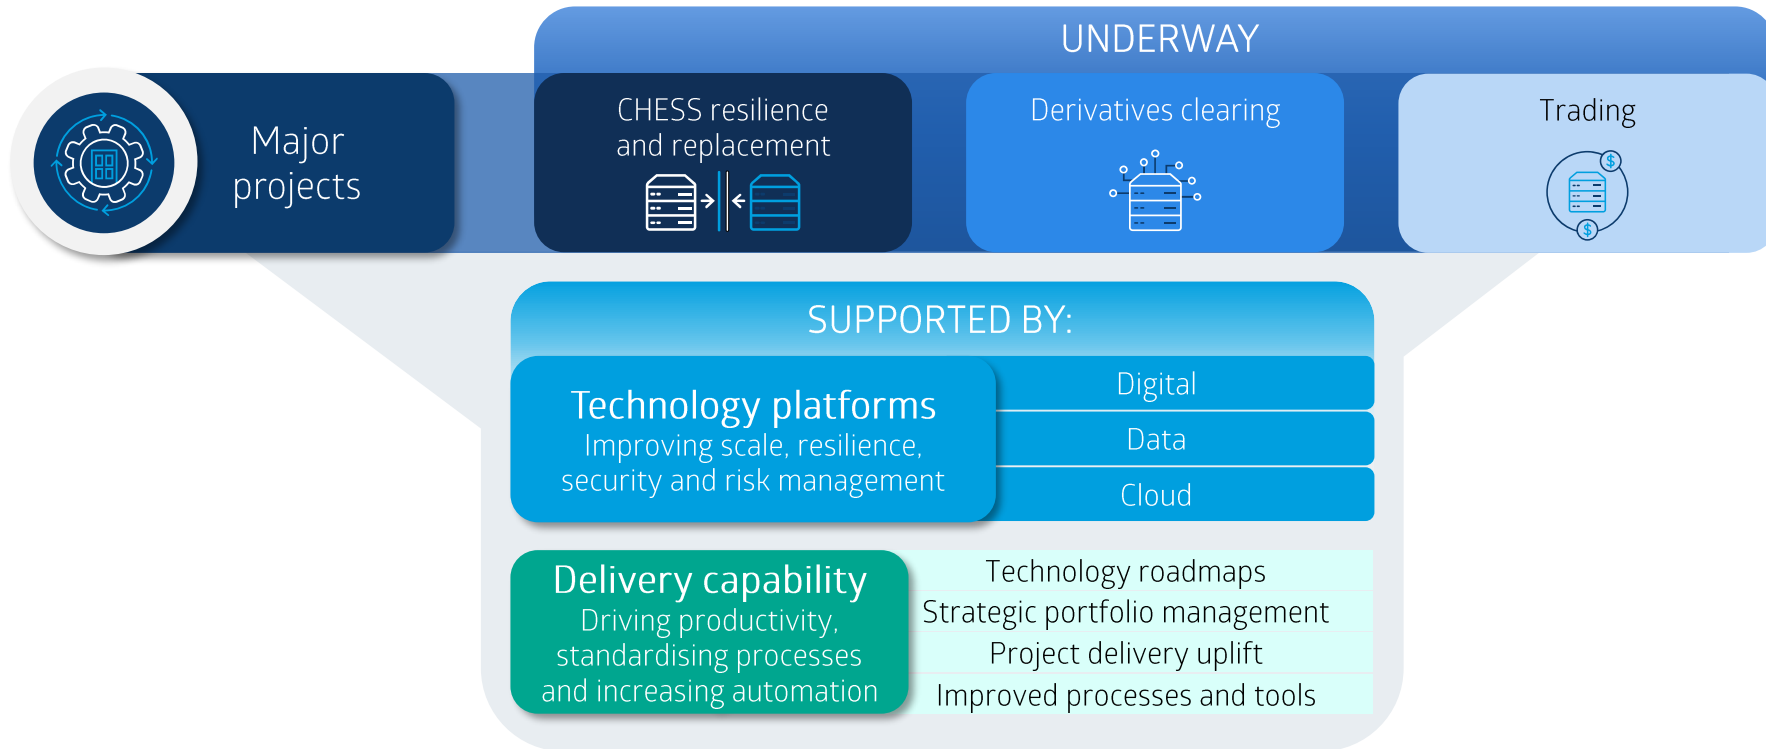 UNDERWAY
Major
projects
CHESS resilience
and replacement
Derivatives clearing
Trading
$
$
SUPPORTED BY:
Technology platforms
Improving scale, resilience,
security and risk management
Digital
Data
Cloud
Delivery capability
Driving productivity,
standardising processes
and increasing automation
Technology roadmaps
Strategic portfolio management
Project delivery uplift
Improved processes and tools